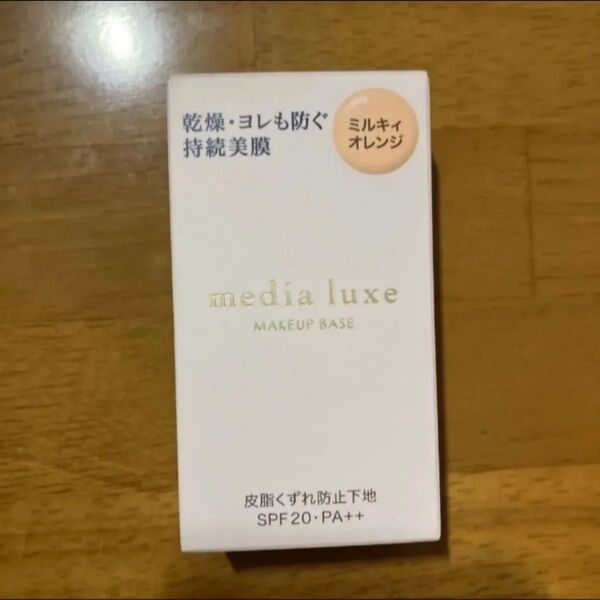 乾燥・ヨレも防ぐ
持続美膜
ミルキィ
オレンジ
media luxe
MAKEUP BASE
皮脂くずれ防止下地
SPF20・PA++